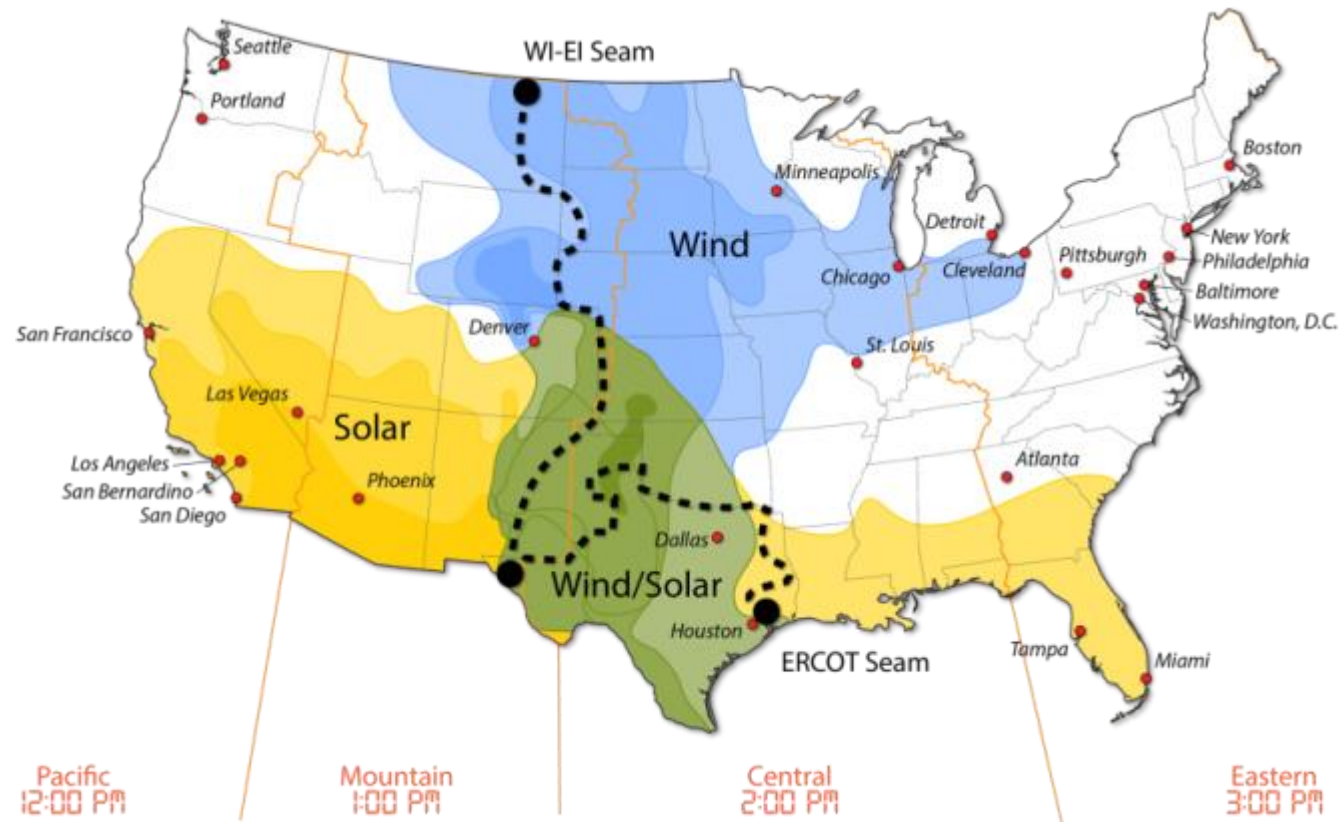 WI-EI Seam
Seattle
Portland
Minneapolis
Boston
Detroit
New York
Wind
Pittsburgh
Philadelphia
Chicago
Cleveland
Baltimore
Washington, D.C.
San Francisco
Denver
St. Louis
Las Vegas
Solar
Los Angeles
San Bernardino
San Diego
Phoenix
Atlanta
Dallas
Wind/Solar
Houston
Tampa
Miami
ERCOT Seam
Pacific
12:00 PM
Mountain
1:00 PM
Central
2:00 PM
Eastern
3:00 PM